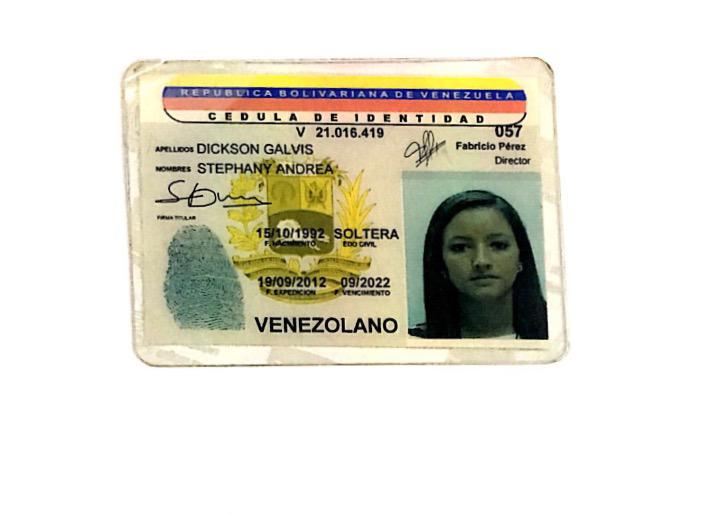 REPUBLICA BOLIVARIANA DE VENEZUELA
CEDULA DE IDENTIDAD
V 21.016.419
057
APELLIDOS DICKSON GALVIS
Fabricio Pérez
Director
NOMBRES STEPHANY ANDREA
FIRMA TITULAR
15/10/1992 SOLTERA
F. NACIMIENTO EDO CIVIL
19/09/2012 09/2022
F. EXPEDICION F. VENCIMIENTO
VENEZOLANO